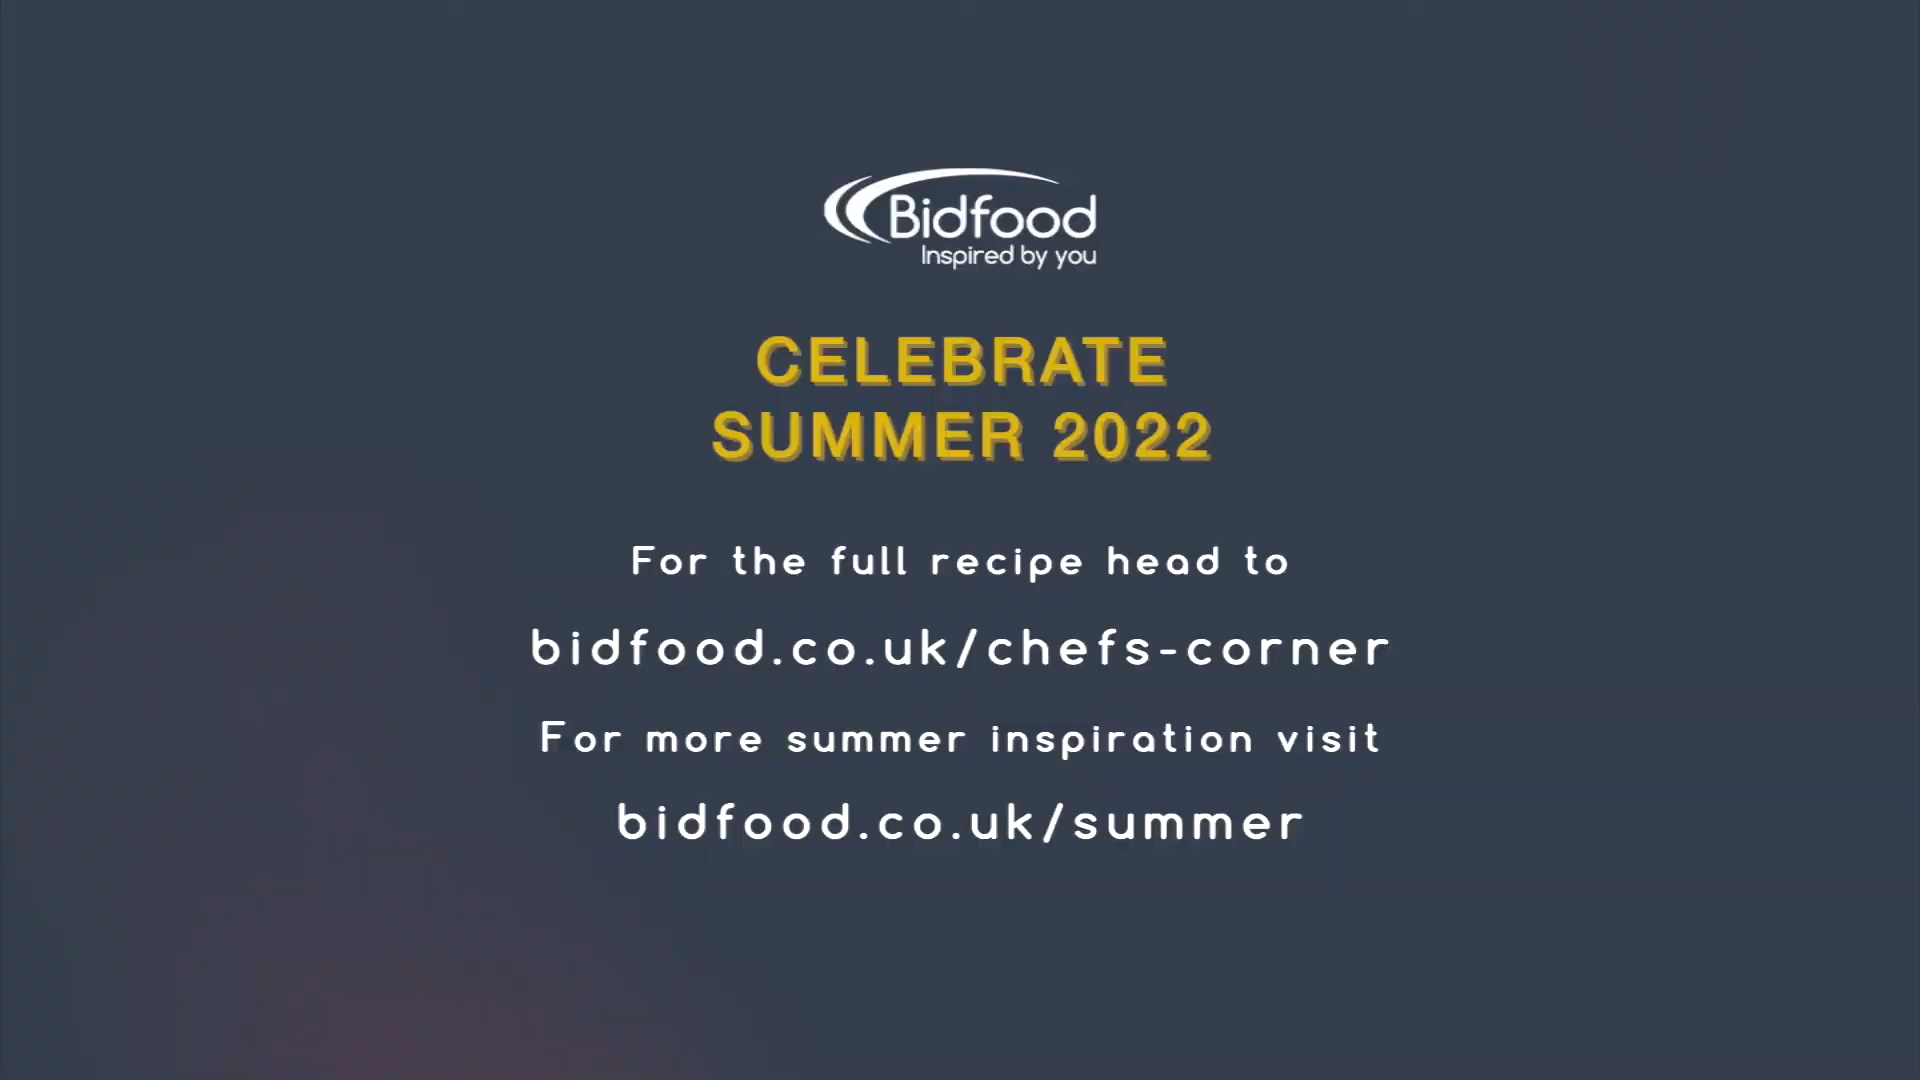 Bidfood
Inspired by you
CELEBRATE
SUMMER 2022
For the full recipe head to
bidfood.co.uk/chefs-corner
For more summer inspiration visit
bidfood.co.uk/summer